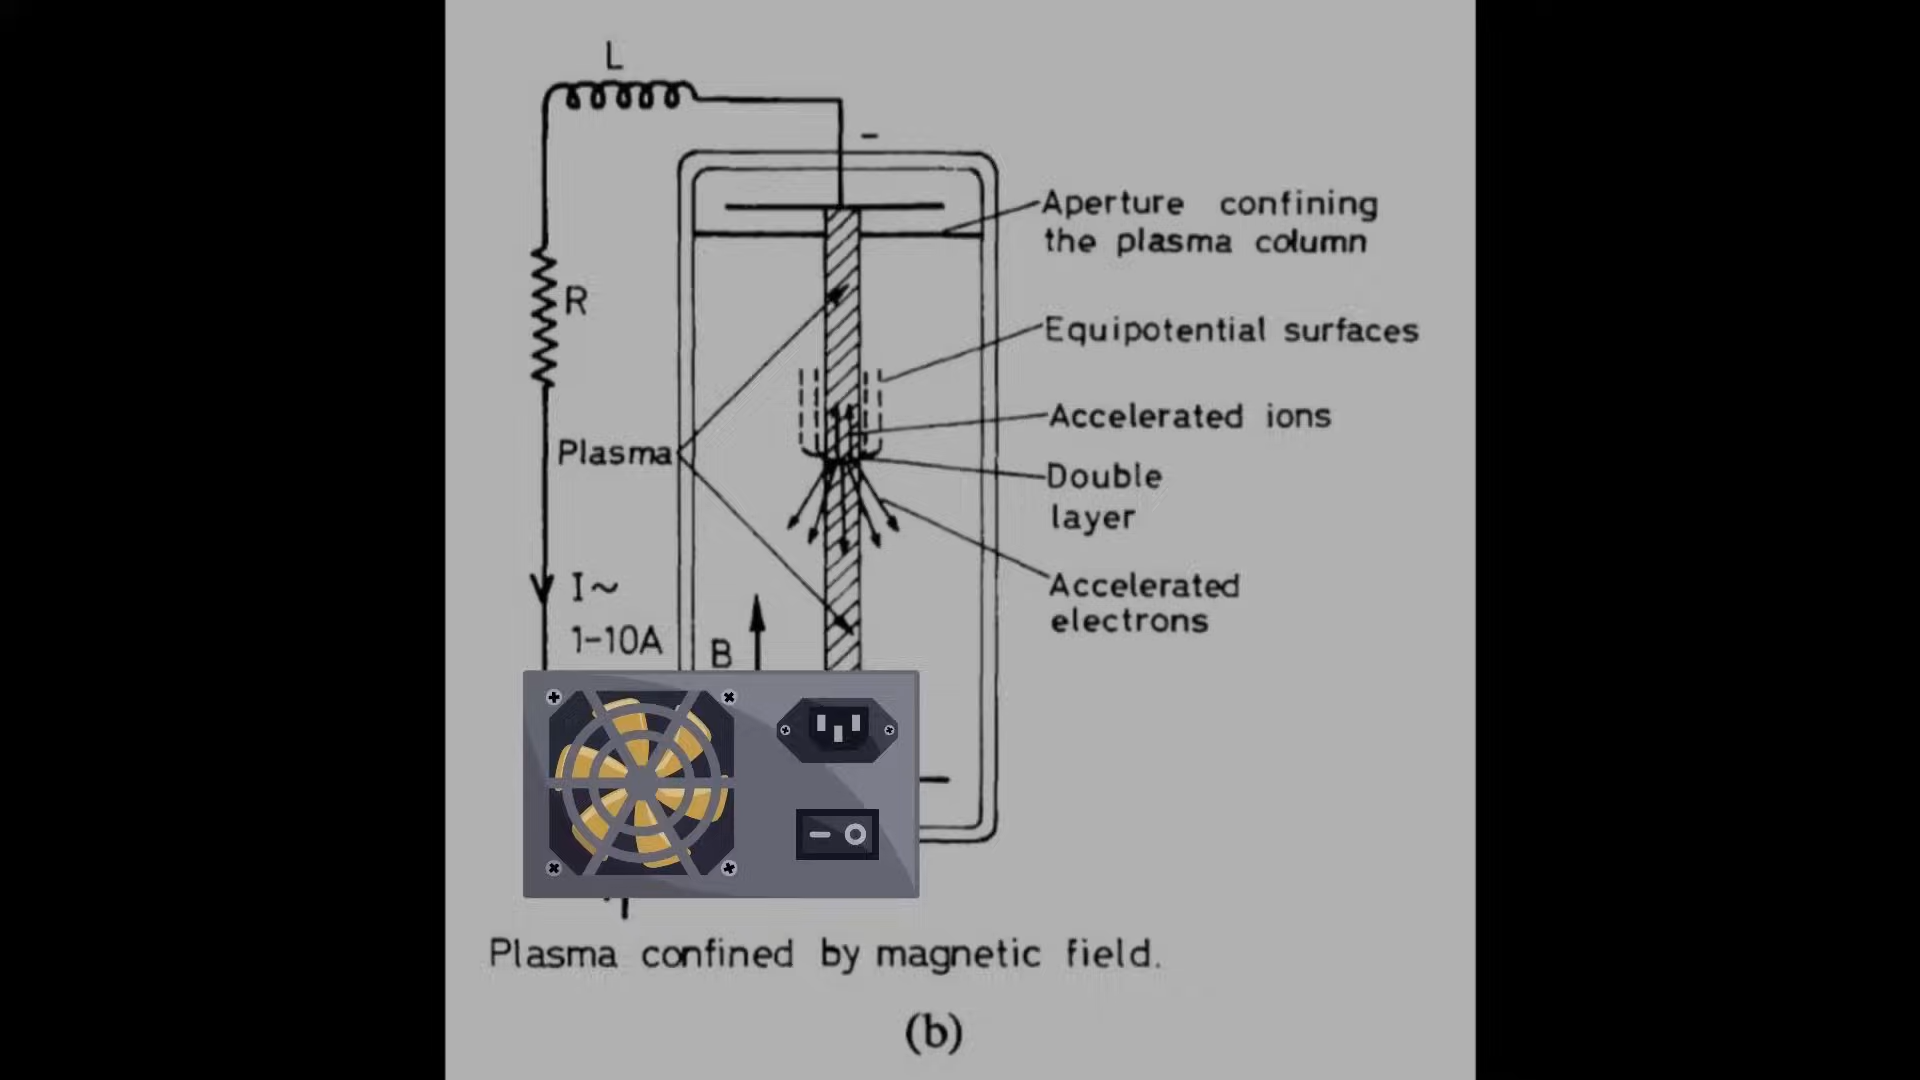 L
-
Aperture confining
the plasma column
R
Equipotential surfaces
Accelerated ions
Plasma
Double
layer
I~
1-10A
Accelerated
electrons
B
Plasma confined by magnetic field.
(b)